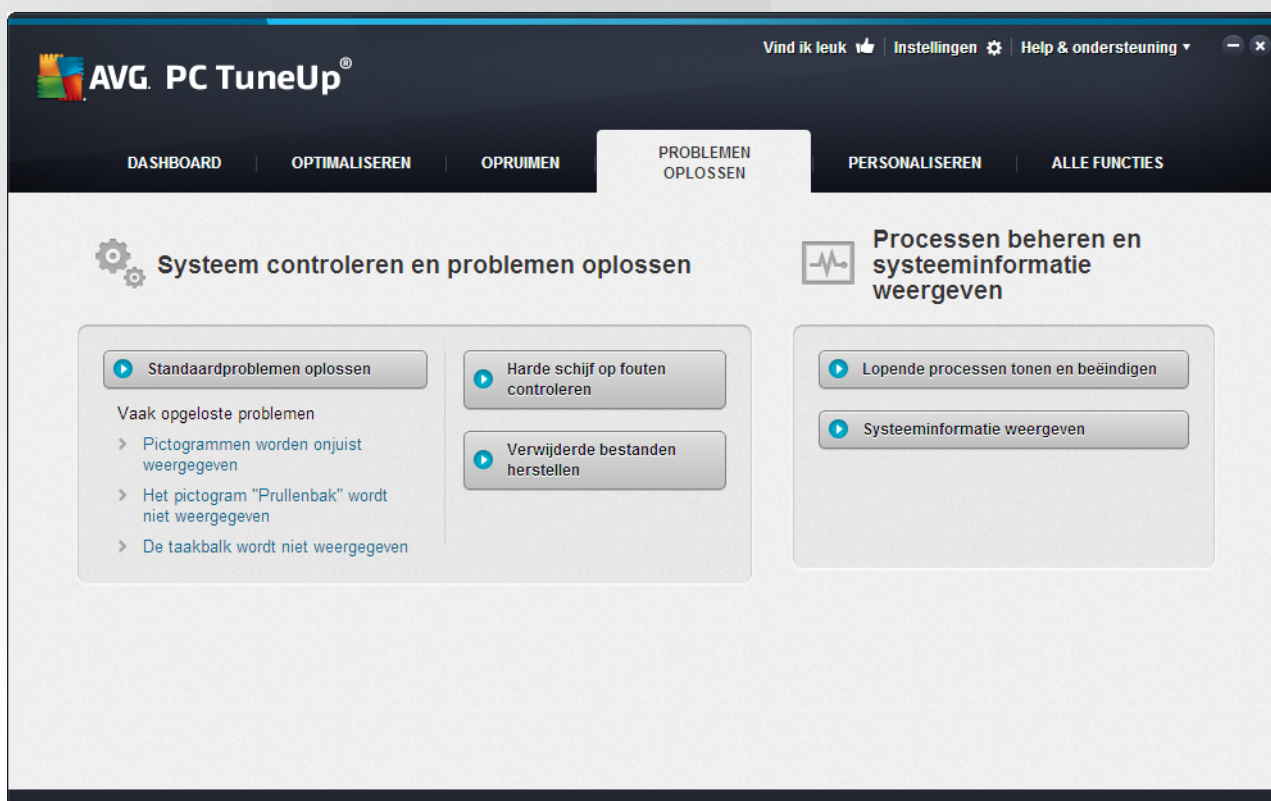 Vind ik leuk
Instellingen
Help & ondersteuning
AVG. PC TuneUp®
DASHBOARD
OPTIMALISEREN
OPRUIMEN
PROBLEMEN
OPLOSSEN
PERSONALISEREN
ALLE FUNCTIES
Systeem controleren en problemen oplossen
Standaardproblemen oplossen
Vaak opgeloste problemen
Pictogrammen worden onjuist
weergegeven
Het pictogram "Prullenbak" wordt
niet weergegeven
De taakbalk wordt niet weergegeven
Harde schijf op fouten
controleren
Verwijderde bestanden
herstellen
Processen beheren en
systeeminformatie
weergeven
Lopende processen tonen en beëindigen
Systeeminformatie weergeven